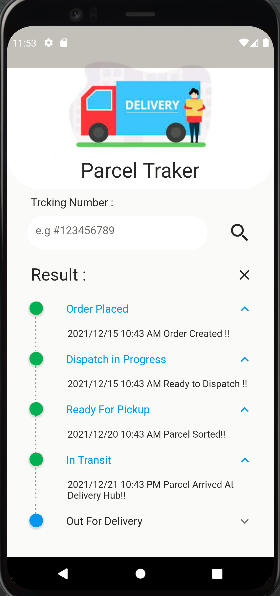 11:53
DELIVERY
Parcel Traker
Trcking Number :
e.g #123456789
Result :
Order Placed
2021/12/15 10:43 AM Order Created !!
Dispatch in Progress
2021/12/15 10:43 AM Ready to Dispatch !!
Ready For Pickup
2021/12/20 10:43 AM Parcel Sorted!!
In Transit
2021/12/21 10:43 PM Parcel Arrived At
Delivery Hub!!
Out For Delivery